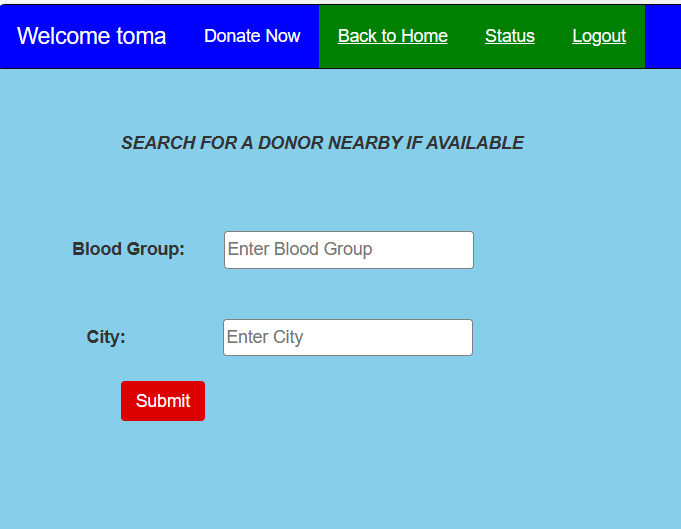 Welcome toma Donate Now Back to Home Status Logout
SEARCH FOR A DONOR NEARBY IF AVAILABLE
Blood Group: Enter Blood Group
City: Enter City
Submit